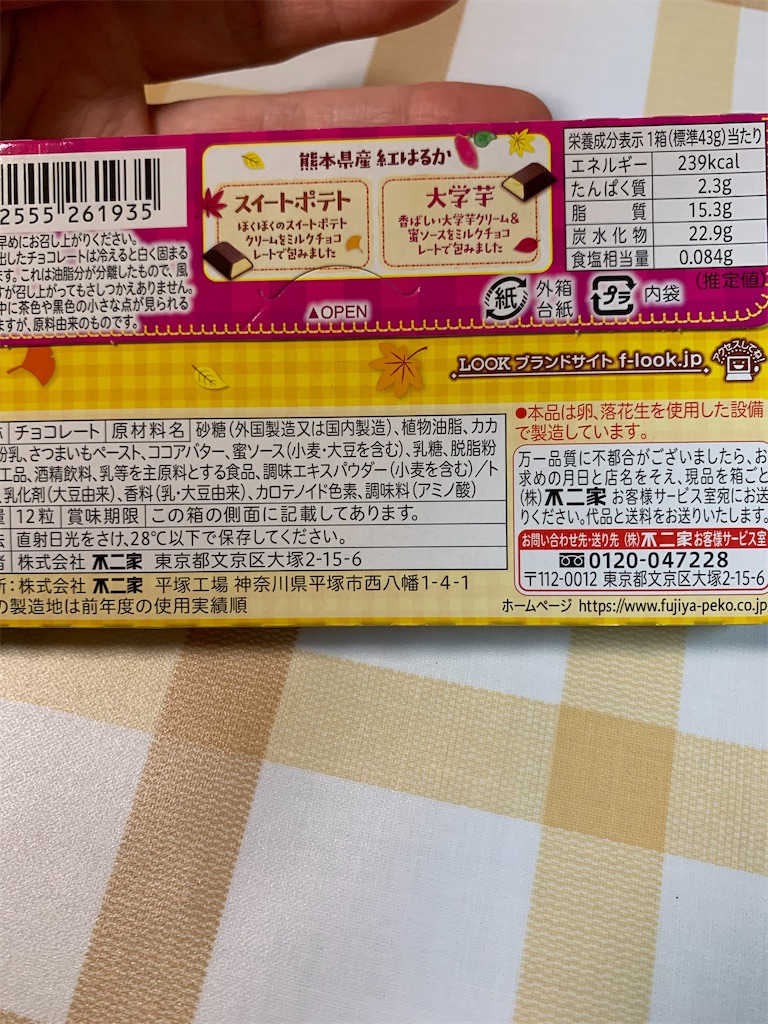 2555 261935
早めにお召し上がりください。
出したチョコレートは冷えると白く固まる
ます。これは油脂分が分離したもので、風
すが召し上がってもさしつかえありません。
中に茶色や黒色の小さな点が見られる
ますが、原料由来のものです。
熊本県産 紅はるか
スイートポテト
ほくほくのスイートポテト
クリームをミルクチョコ
レートで包みました
大学芋
香ばしい大学芋クリーム&
蜜ソースをミルクチョコ
レートで包みました
▲OPEN
栄養成分表示 1箱(標準43g)当たり
エネルギー 239kcal
たんぱく質 2.3g
脂質 15.3g
炭水化物 22.9g
食塩相当量 0.084g
(推定値)
紙 外箱 台紙
プラ 内袋
LOOK ブランドサイト f-look.jp
アクセスしてね!
チョコレート 原材料名 砂糖(外国製造又は国内製造)、植物油脂、カカ
粉乳、さつまいもペースト、ココアバター、蜜ソース(小麦・大豆を含む)、乳糖、脱脂粉
工品、酒精飲料、乳等を主原料とする食品、調味エキスパウダー(小麦を含む)/ト
、乳化剤(大豆由来)、香料(乳・大豆由来)、カロテノイド色素、調味料(アミノ酸)
量 12粒 賞味期限 この箱の側面に記載してあります。
法 直射日光をさけ、28℃以下で保存してください。
者 株式会社 不二家 東京都文京区大塚2-15-6
所:株式会社 不二家 平塚工場 神奈川県平塚市西八幡1-4-1
の製造地は前年度の使用実績順
●本品は卵、落花生を使用した設備
で製造しています。
万一品質に不都合がございましたら、お
求めの月日と店名をそえ、現品を箱ごと
(株)不二家 お客様サービス室宛にお送
りください。代品と送料をお送りいたします。
お問い合わせ先・送り先 (株)不二家お客様サービス室
0120-047228
〒112-0012 東京都文京区大塚2-15-6
ホームページ https://www.fujiya-peko.co.jp